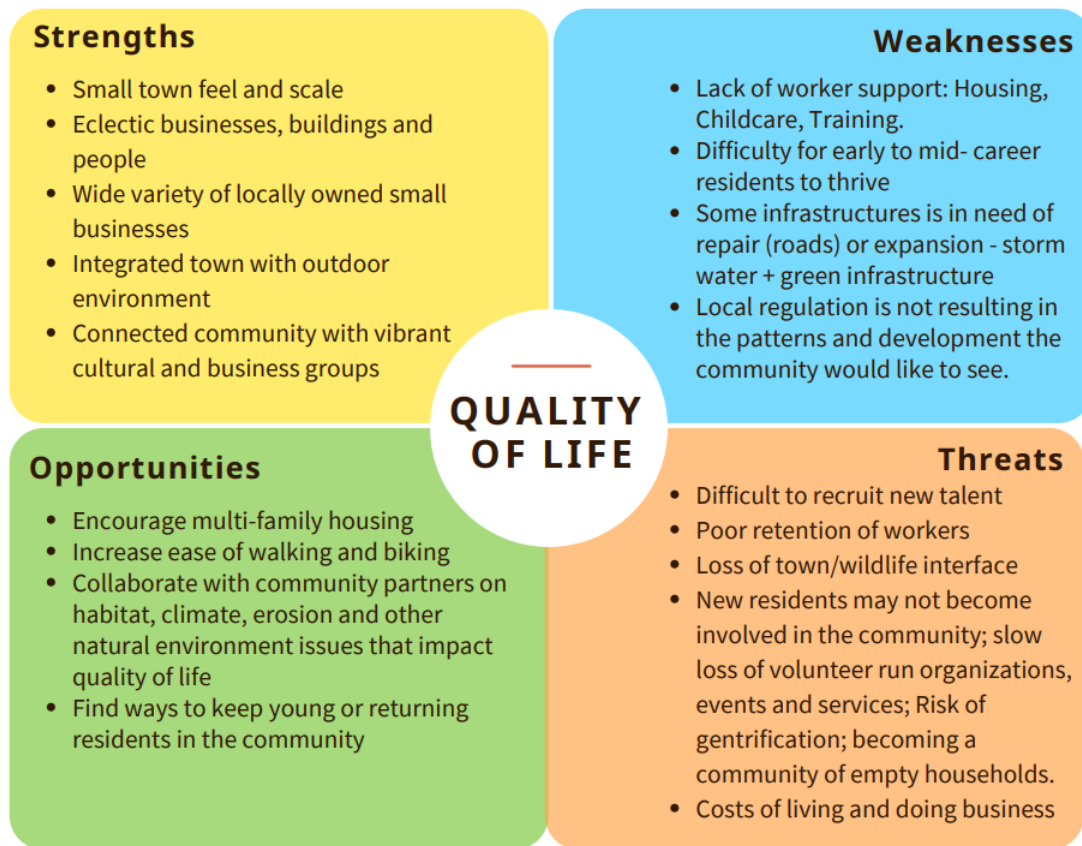 Strengths
• Small town feel and scale
• Eclectic businesses, buildings and
people
• Wide variety of locally owned small
businesses
• Integrated town with outdoor
environment
• Connected community with vibrant
cultural and business groups
Weaknesses
• Lack of worker support: Housing,
Childcare, Training.
• Difficulty for early to mid- career
residents to thrive
• Some infrastructures is in need of
repair (roads) or expansion - storm
water + green infrastructure
• Local regulation is not resulting in
the patterns and development the
community would like to see.
QUALITY
OF LIFE
Opportunities
• Encourage multi-family housing
• Increase ease of walking and biking
• Collaborate with community partners on
habitat, climate, erosion and other
natural environment issues that impact
quality of life
• Find ways to keep young or returning
residents in the community
Threats
• Difficult to recruit new talent
• Poor retention of workers
• Loss of town/wildlife interface
• New residents may not become
involved in the community; slow
loss of volunteer run organizations,
events and services; Risk of
gentrification; becoming a
community of empty households.
• Costs of living and doing business